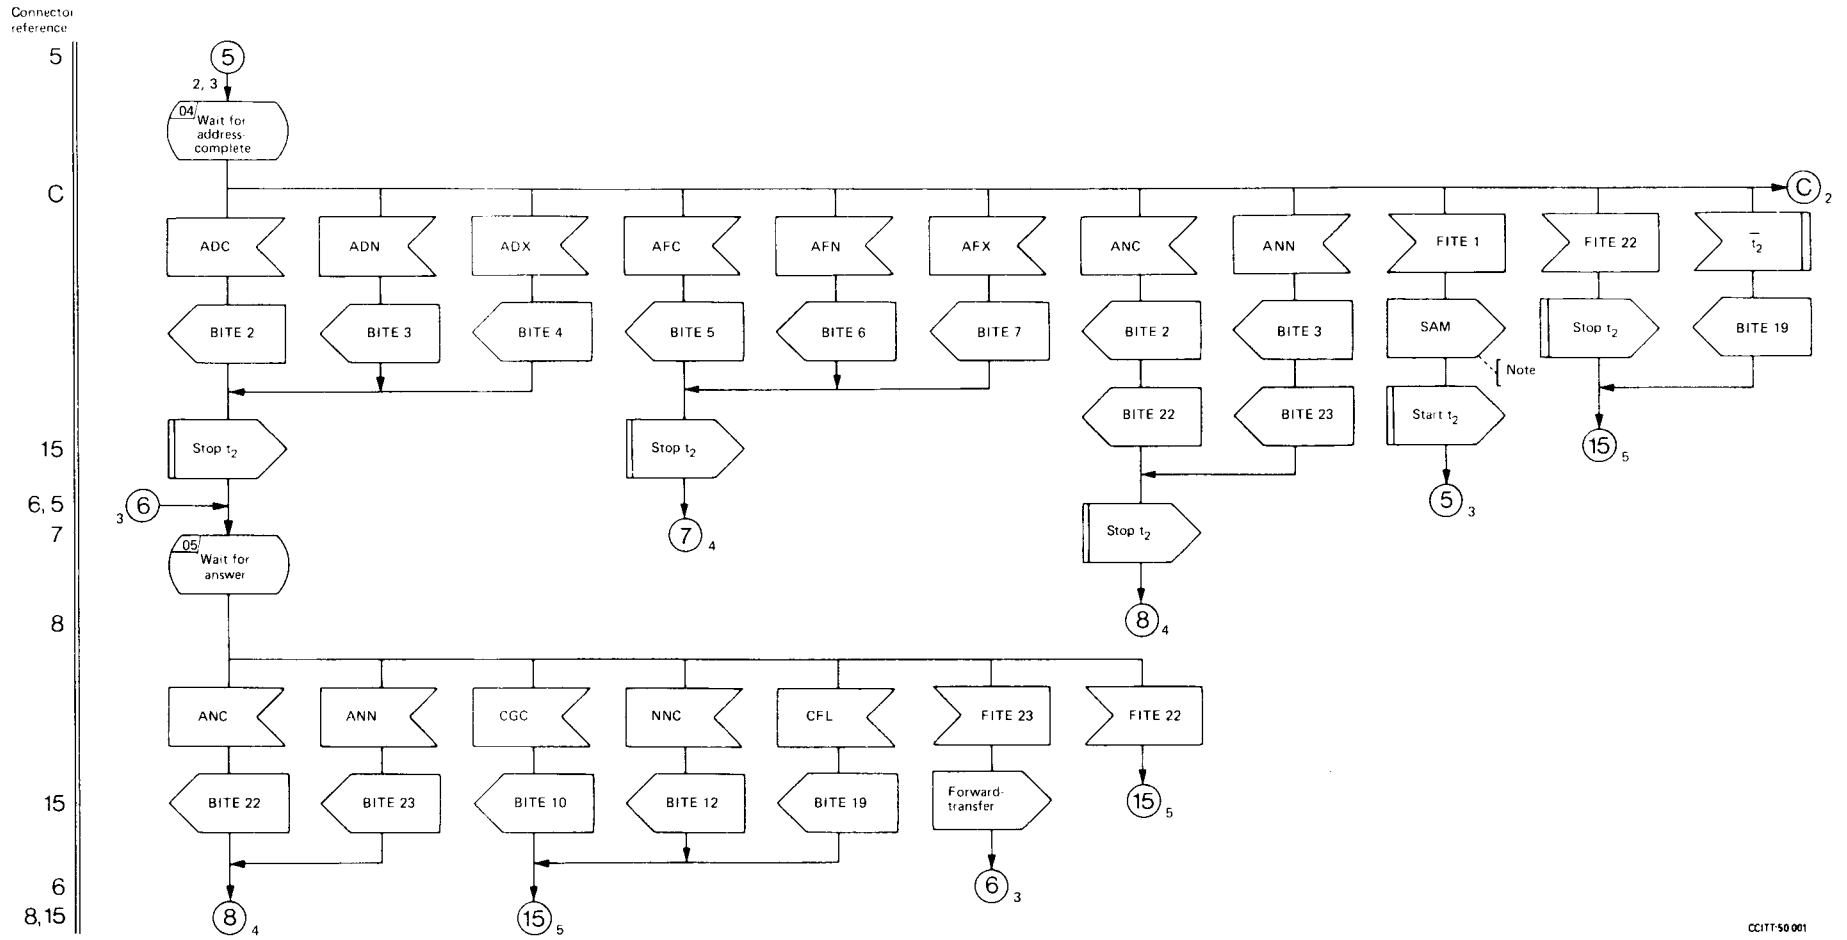 Connector
reference
5
5
2, 3
04
Wait for
address-
complete
C
C 2
ADC
ADN
ADX
AFC
AFN
AFX
ANC
ANN
FITE 1
FITE 22
t2
BITE 2
BITE 3
BITE 4
BITE 5
BITE 6
BITE 7
BITE 2
BITE 3
SAM
Stop t2
BITE 19
Note
BITE 22
BITE 23
Start t2
15
Stop t2
Stop t2
15 5
6, 5
3 6
5 3
7
05
Wait for
answer
7 4
Stop t2
8
8 4
ANC
ANN
CGC
NNC
CFL
FITE 23
FITE 22
15
BITE 22
BITE 23
BITE 10
BITE 12
BITE 19
Forward-
transfer
15 5
6
6 3
8, 15
8 4
15 5
CCITT-50 001